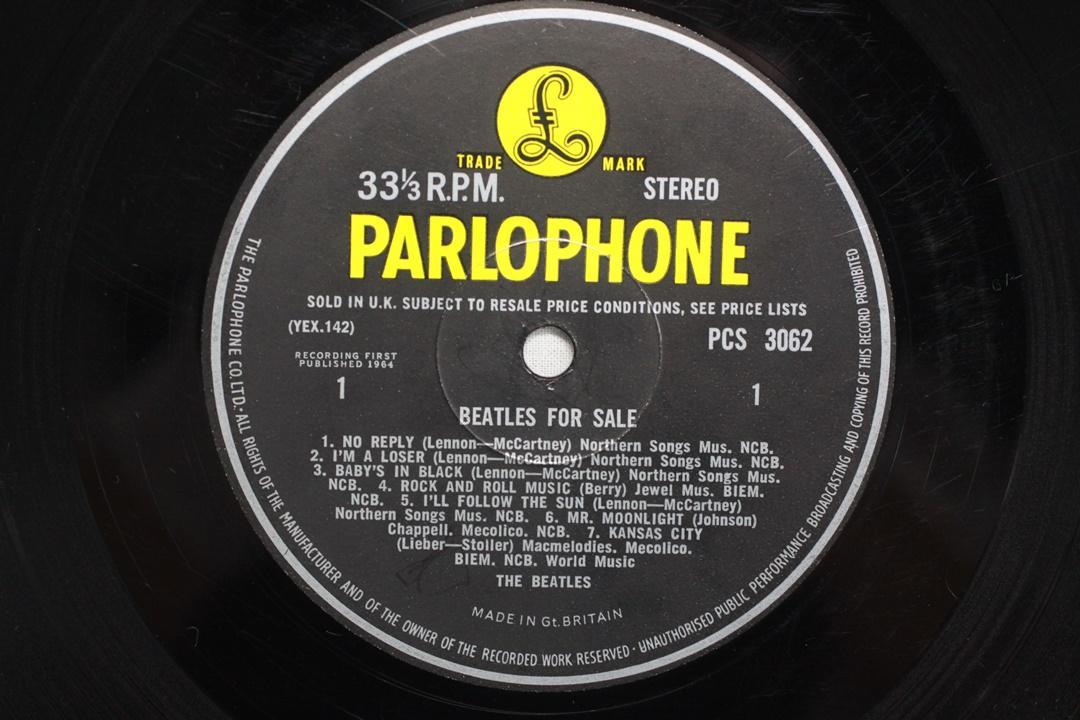 £
TRADE MARK
33⅓ R.P.M. STEREO
PARLOPHONE
SOLD IN U.K. SUBJECT TO RESALE PRICE CONDITIONS, SEE PRICE LISTS
(YEX.142) PCS 3062
RECORDING FIRST
PUBLISHED 1964
1 1
BEATLES FOR SALE
1. NO REPLY (Lennon—McCartney) Northern Songs Mus. NCB.
2. I'M A LOSER (Lennon—McCartney) Northern Songs Mus. NCB.
3. BABY'S IN BLACK (Lennon—McCartney) Northern Songs Mus.
NCB. 4. ROCK AND ROLL MUSIC (Berry) Jewel Mus. BIEM.
NCB. 5. I'LL FOLLOW THE SUN (Lennon—McCartney)
Northern Songs Mus. NCB. 6. MR. MOONLIGHT (Johnson)
Chappell. Mecolico. NCB. 7. KANSAS CITY
(Lieber—Stoller) Macmelodies. Mecolico.
BIEM. NCB. World Music
THE BEATLES
MADE IN Gt. BRITAIN
THE PARLOPHONE CO. LTD. · ALL RIGHTS OF THE MANUFACTURER AND OF THE OWNER OF THE RECORDED WORK RESERVED · UNAUTHORISED PUBLIC PERFORMANCE BROADCASTING AND COPYING OF THIS RECORD PROHIBITED